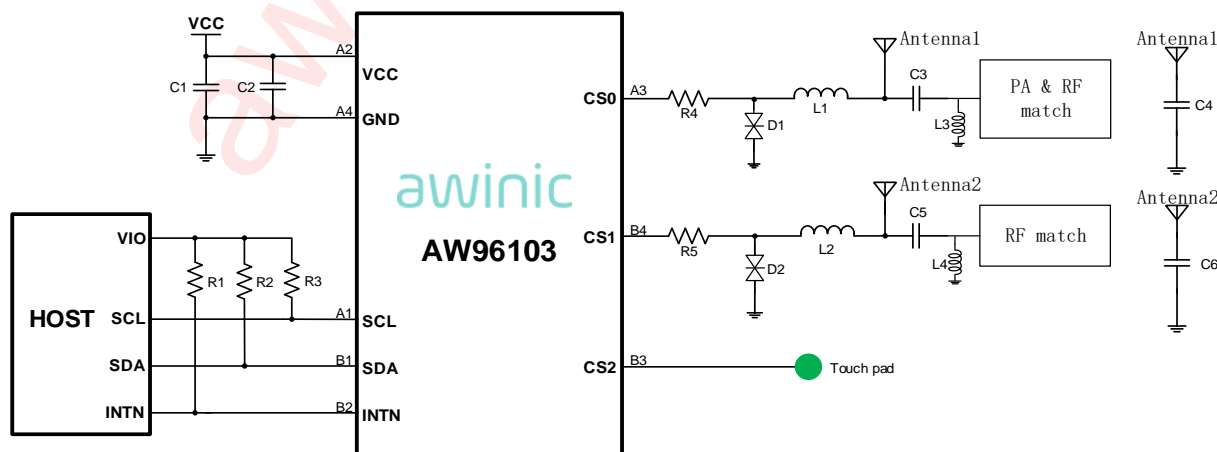 VCC
aw
C1
C2
A2
VCC
A4
GND
awinic
AW96103
CS0
A3
R4
D1
L1
Antenna1
C3
L3
PA & RF
match
Antenna1
C4
CS1
B4
R5
D2
L2
Antenna2
C5
L4
RF match
Antenna2
C6
CS2
B3
Touch pad
HOST
VIO
R1
R2
R3
SCL
A1
SCL
SDA
B1
SDA
INTN
B2
INTN